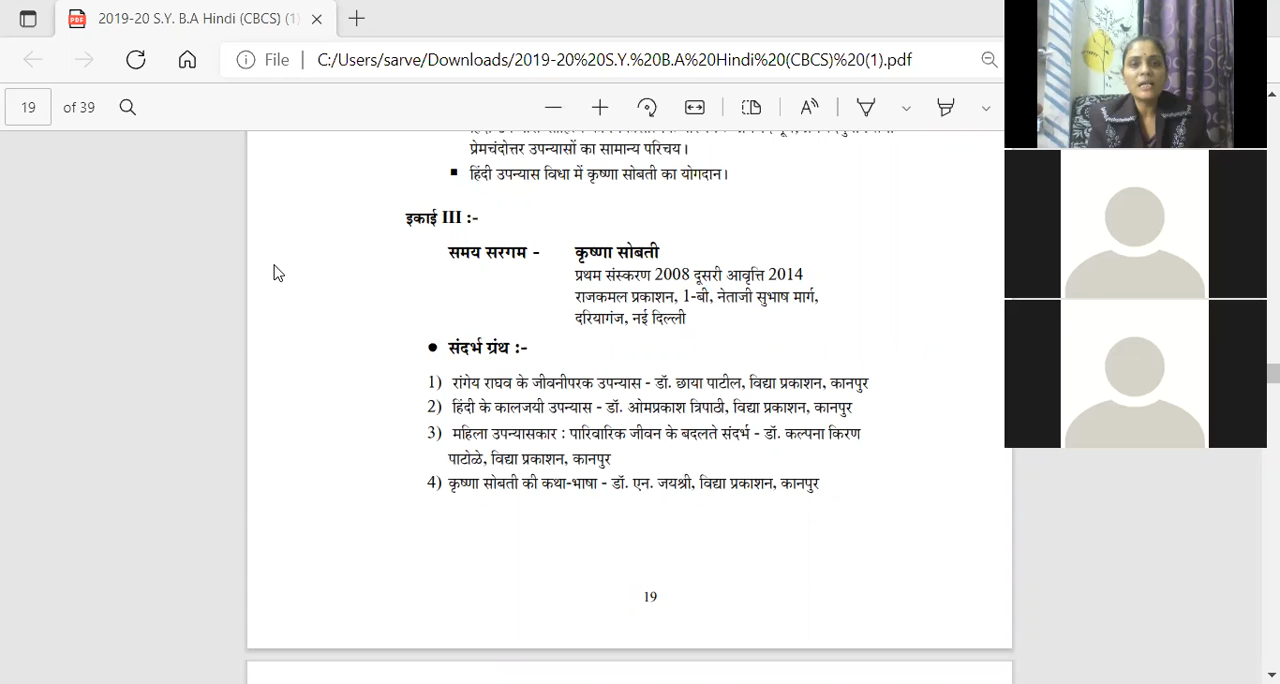 2019-20 S.Y. B.A Hindi (CBCS) (1)
File
C:/Users/sarve/Downloads/2019-20%20S.Y.%20B.A%20Hindi%20(CBCS)%20(1).pdf
19 of 39
प्रेमचंदोत्तर उपन्यासों का सामान्य परिचय।
■ हिंदी उपन्यास विधा में कृष्णा सोबती का योगदान।
इकाई III :-
समय सरगम - कृष्णा सोबती
प्रथम संस्करण 2008 दूसरी आवृत्ति 2014
राजकमल प्रकाशन, 1-बी, नेताजी सुभाष मार्ग,
दरियागंज, नई दिल्ली
● संदर्भ ग्रंथ :-
1) रांगेय राघव के जीवनीपरक उपन्यास - डॉ. छाया पाटील, विद्या प्रकाशन, कानपुर
2) हिंदी के कालजयी उपन्यास - डॉ. ओमप्रकाश त्रिपाठी, विद्या प्रकाशन, कानपुर
3) महिला उपन्यासकार : पारिवारिक जीवन के बदलते संदर्भ - डॉ. कल्पना किरण
पाटोळे, विद्या प्रकाशन, कानपुर
4) कृष्णा सोबती की कथा-भाषा - डॉ. एन. जयश्री, विद्या प्रकाशन, कानपुर
19